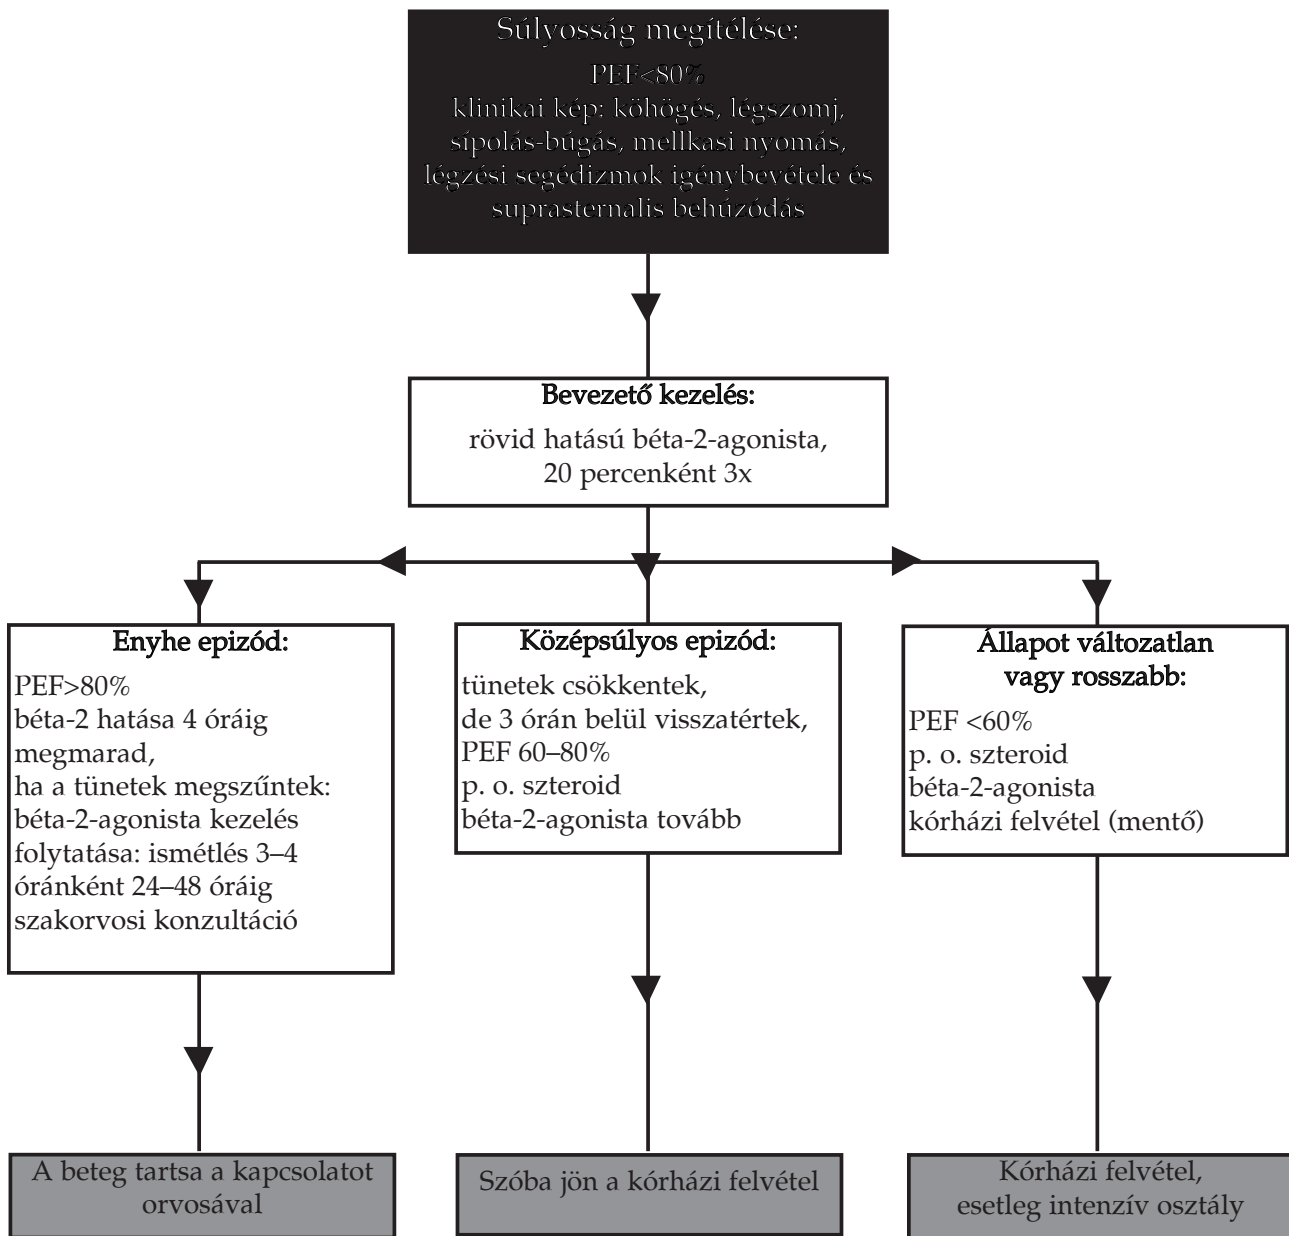 Súlyosság megítélése:
PEF<80%
klinikai kép: köhögés, légszomj,
sípolás-búgás, mellkasi nyomás,
légzési segédizmok igénybevétele és
suprasternalis behúzódás
Bevezető kezelés:
rövid hatású béta-2-agonista,
20 percenként 3x
Enyhe epizód:
PEF>80%
béta-2 hatása 4 óráig
megmarad,
ha a tünetek megszűntek:
béta-2-agonista kezelés
folytatása: ismétlés 3–4
óránként 24–48 óráig
szakorvosi konzultáció
Középsúlyos epizód:
tünetek csökkentek,
de 3 órán belül visszatértek,
PEF 60–80%
p. o. szteroid
béta-2-agonista tovább
Állapot változatlan
vagy rosszabb:
PEF <60%
p. o. szteroid
béta-2-agonista
kórházi felvétel (mentő)
A beteg tartsa a kapcsolatot
orvosával
Szóba jön a kórházi felvétel
Kórházi felvétel,
esetleg intenzív osztály